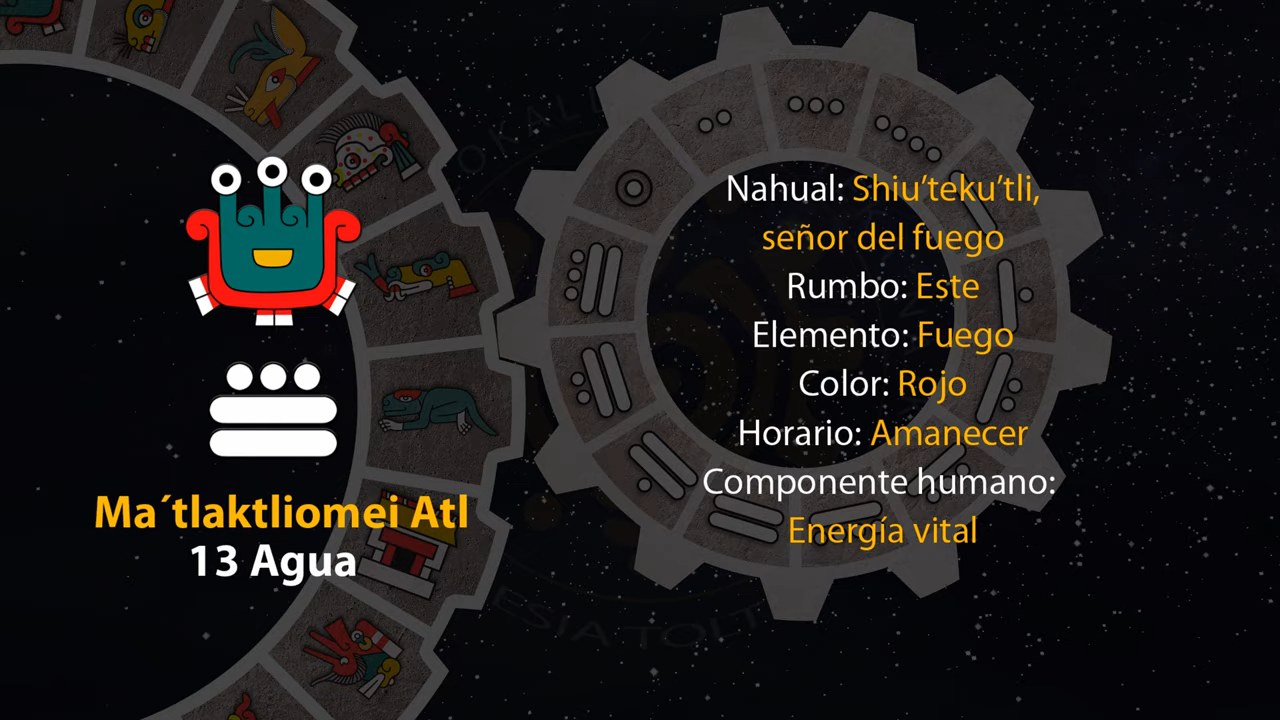 Ma´tlaktliomei Atl
13 Agua
Nahual: Shiu’teku’tli,
señor del fuego
Rumbo: Este
Elemento: Fuego
Color: Rojo
Horario: Amanecer
Componente humano:
Energía vital